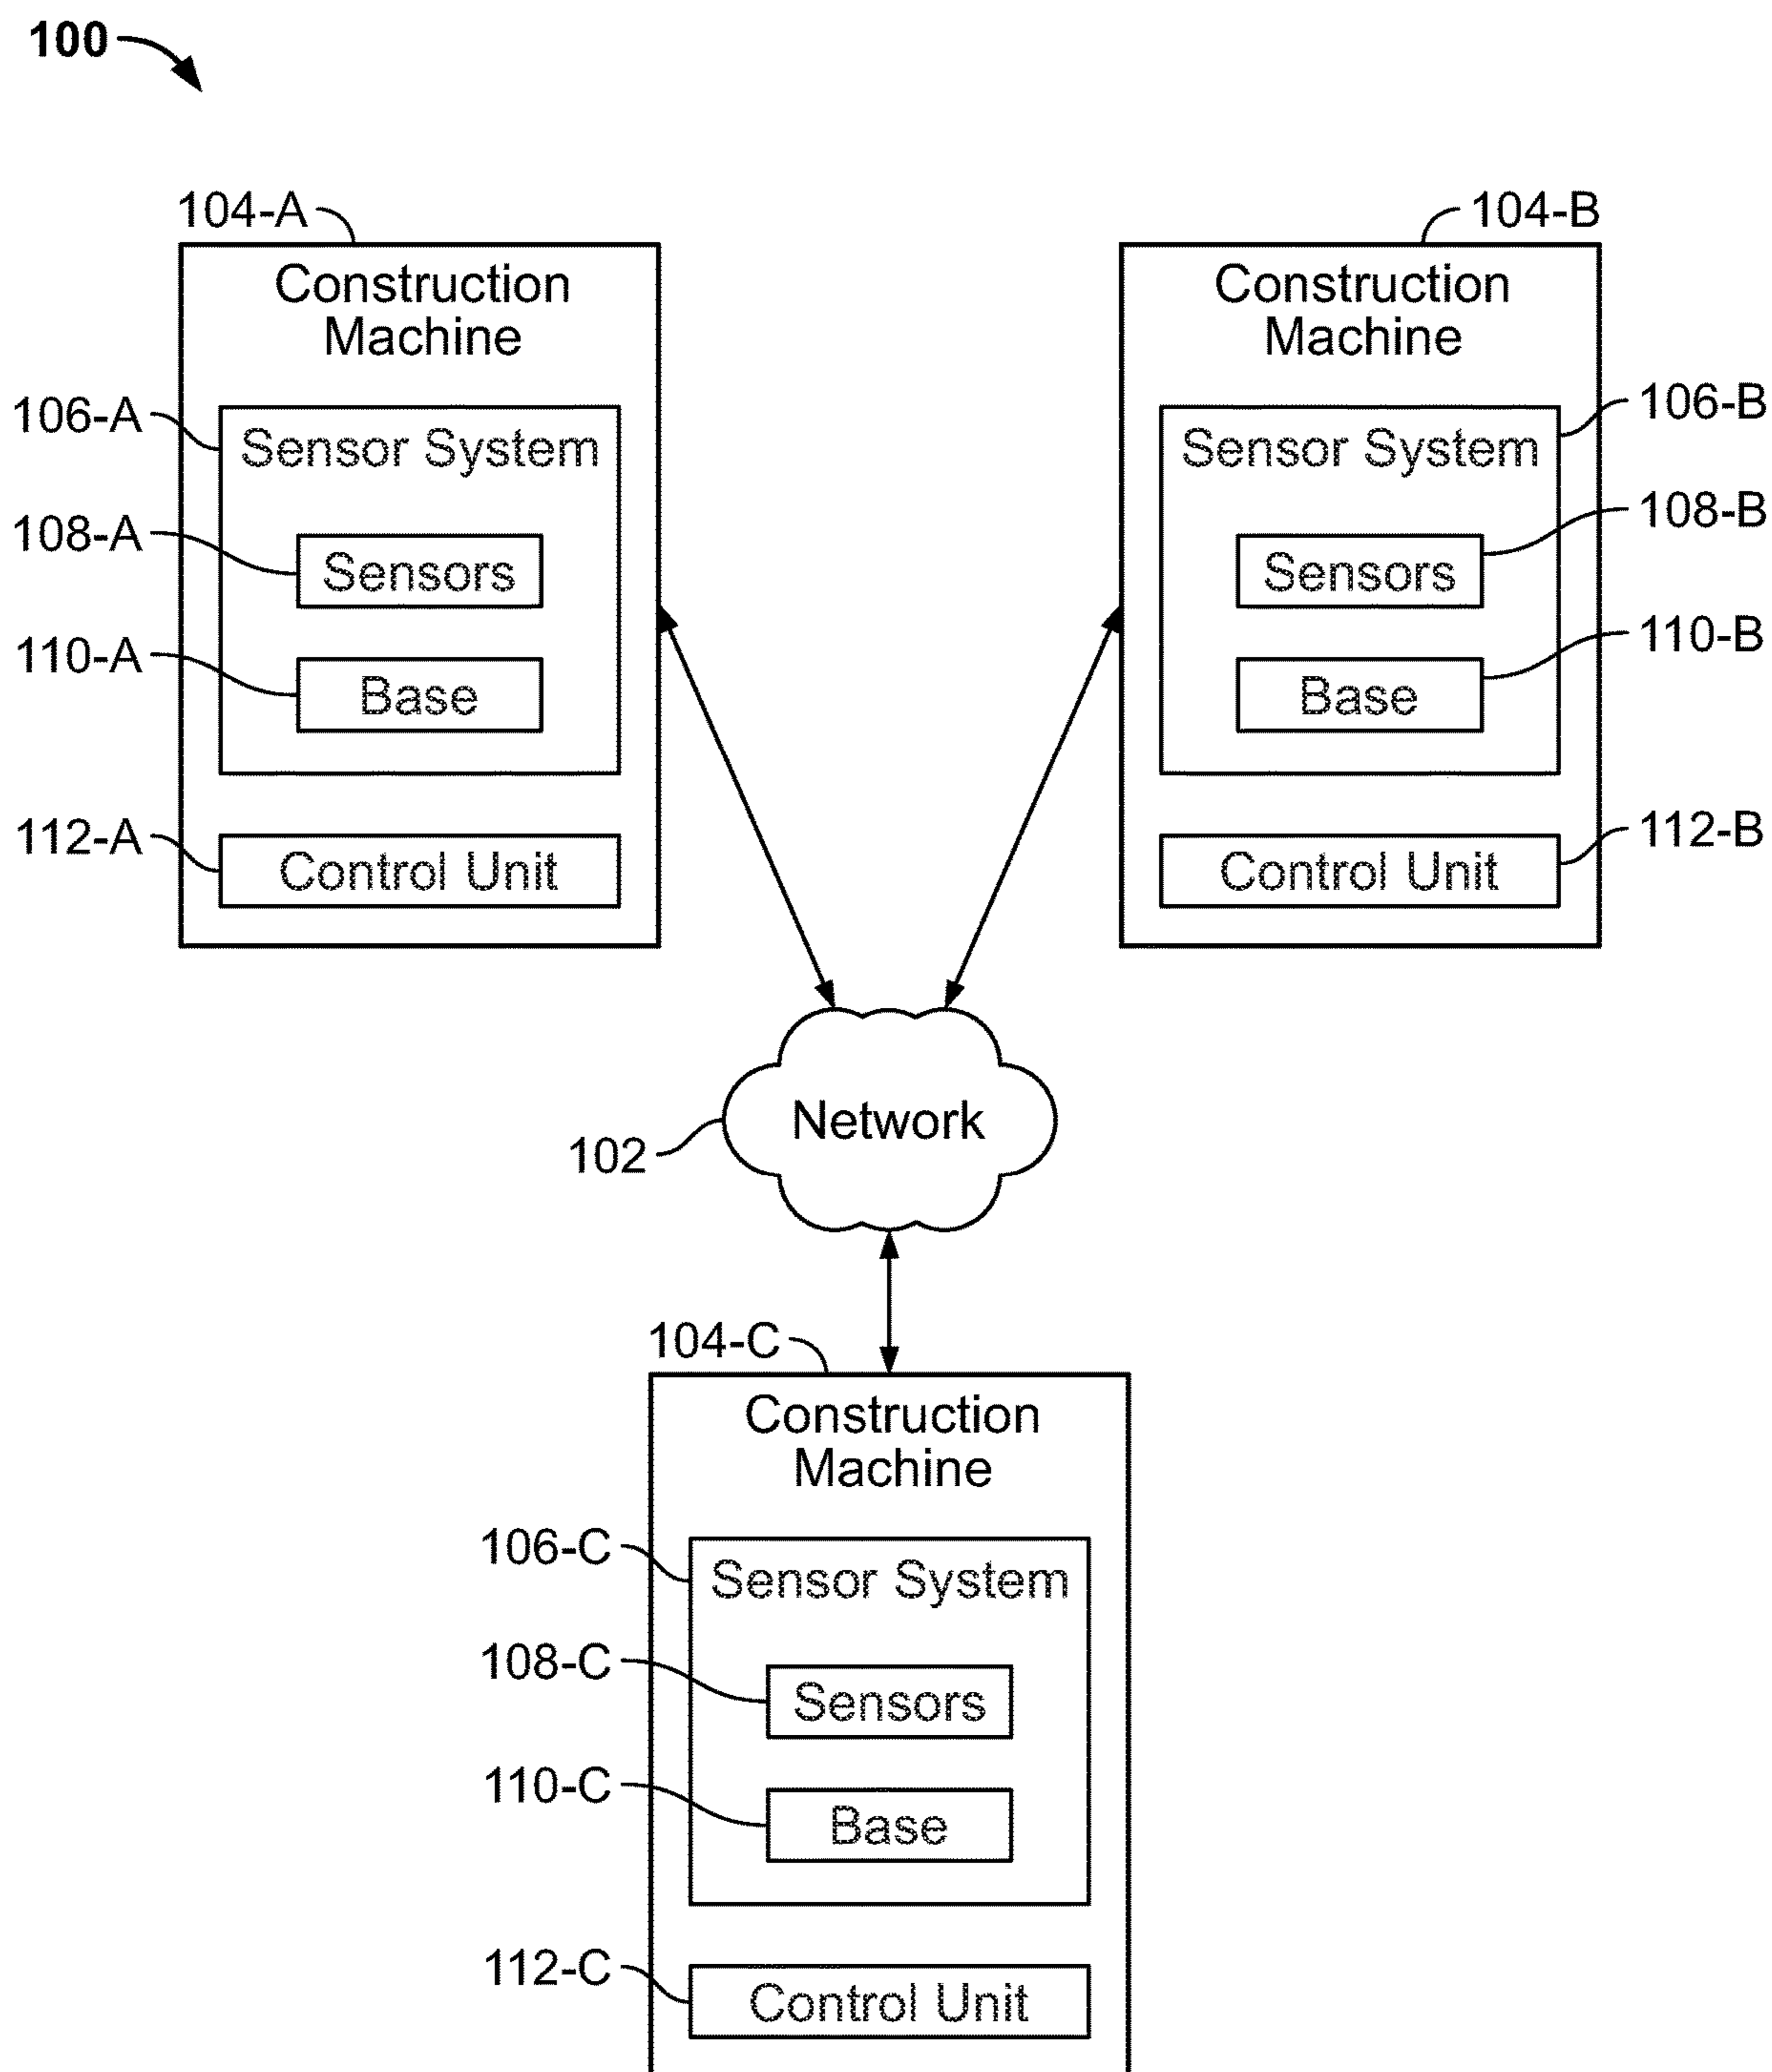 100
104-A
Construction
Machine
106-A
Sensor System
108-A
Sensors
110-A
Base
112-A
Control Unit
104-B
Construction
Machine
106-B
Sensor System
108-B
Sensors
110-B
Base
112-B
Control Unit
Network
102
104-C
Construction
Machine
106-C
Sensor System
108-C
Sensors
110-C
Base
112-C
Control Unit